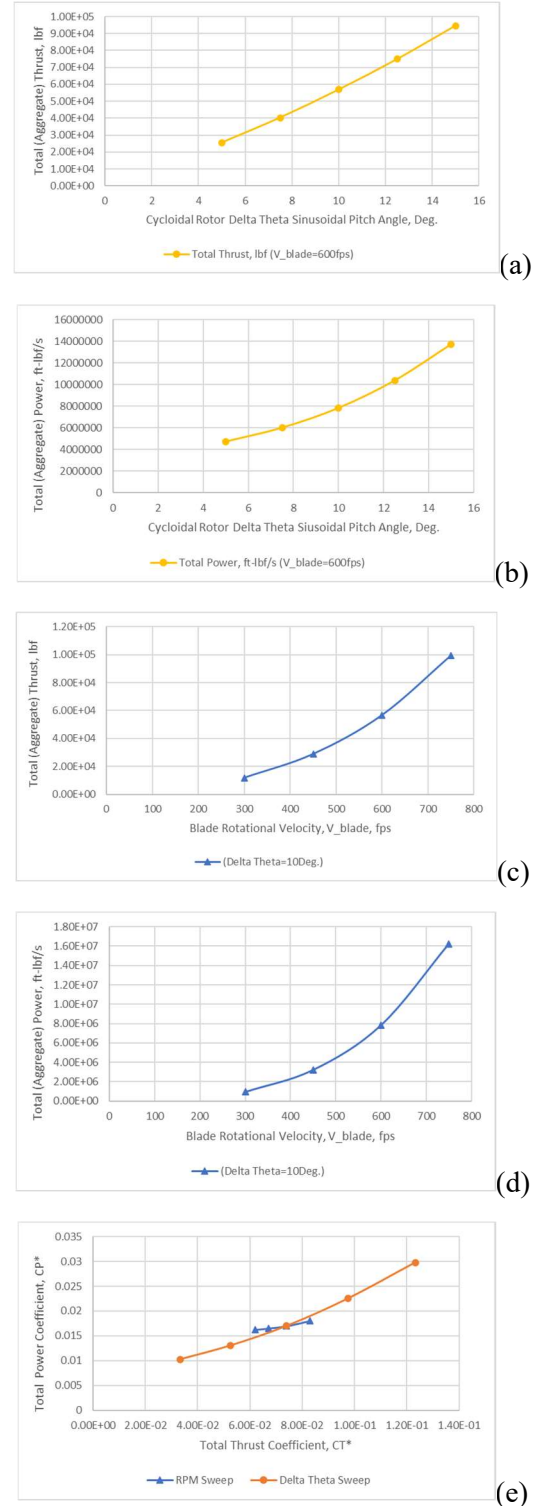 Total (Aggregate) Thrust, lbf
1.00E+05
9.00E+04
8.00E+04
7.00E+04
6.00E+04
5.00E+04
4.00E+04
3.00E+04
2.00E+04
1.00E+04
0.00E+00
0 2 4 6 8 10 12 14 16
Cycloidal Rotor Delta Theta Sinusoidal Pitch Angle, Deg.
Total Thrust, lbf (V_blade=600fps)
(a)
Total (Aggregate) Power, ft-lbf/s
16000000
14000000
12000000
10000000
8000000
6000000
4000000
2000000
0
0 2 4 6 8 10 12 14 16
Cycloidal Rotor Delta Theta Siusoidal Pitch Angle, Deg.
Total Power, ft-lbf/s (V_blade=600fps)
(b)
Total (Aggregate) Thrust, lbf
1.20E+05
1.00E+05
8.00E+04
6.00E+04
4.00E+04
2.00E+04
0.00E+00
0 100 200 300 400 500 600 700 800
Blade Rotational Velocity, V_blade, fps
(Delta Theta=10Deg.)
(c)
Total (Aggregate) Power, ft-lbf/s
1.80E+07
1.60E+07
1.40E+07
1.20E+07
1.00E+07
8.00E+06
6.00E+06
4.00E+06
2.00E+06
0.00E+00
0 100 200 300 400 500 600 700 800
Blade Rotational Velocity, V_blade, fps
(Delta Theta=10Deg.)
(d)
Total Power Coefficient, CP*
0.035
0.03
0.025
0.02
0.015
0.01
0.005
0
0.00E+00 2.00E-02 4.00E-02 6.00E-02 8.00E-02 1.00E-01 1.20E-01 1.40E-01
Total Thrust Coefficient, CT*
RPM Sweep Delta Theta Sweep
(e)